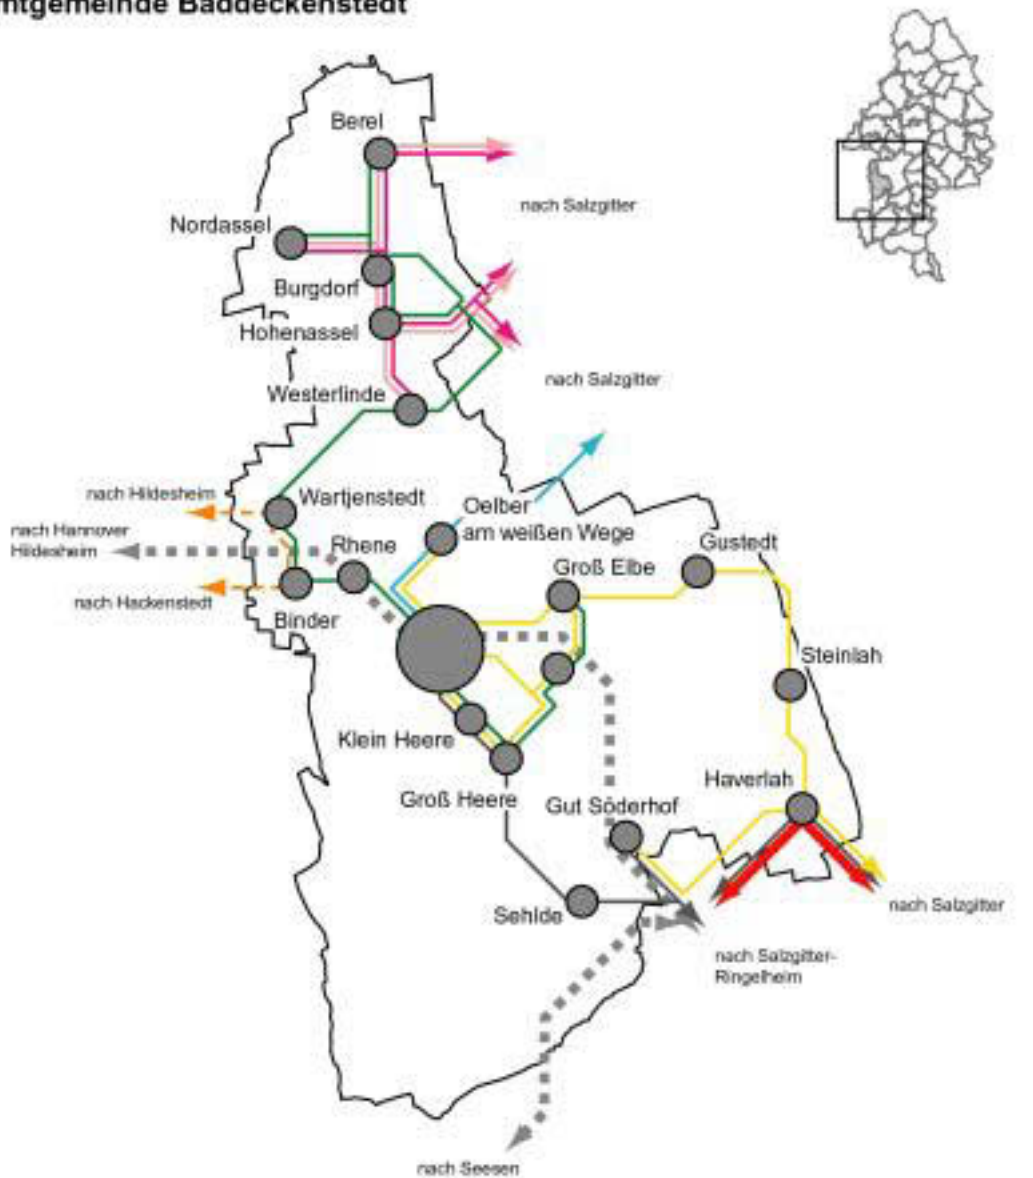 mtgemeinde Baddeckenstedt
Berel
nach Salzgitter
Nordassel
Burgdorf
Hohenassel
nach Salzgitter
Westerlinde
nach Hildesheim
Wartjenstedt
Oelber
am weißen Wege
nach Hannover
Hildesheim
Rhene
Gustedt
Groß Elbe
nach Hackenstedt
Binder
Steinlah
Klein Heere
Haverlah
Groß Heere
Gut Söderhof
Sehlde
nach Salzgitter
nach Salzgitter-
Ringelheim
nach Seesen